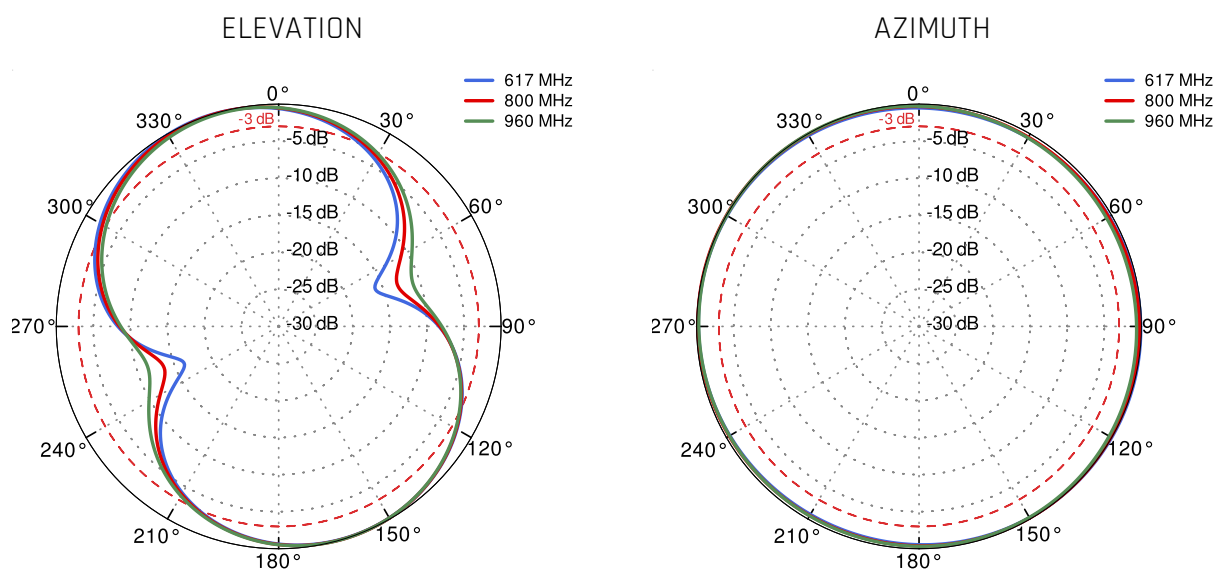 ELEVATION
617 MHz
800 MHz
960 MHz
0°
330°
-3 dB
30°
-5 dB
-10 dB
300°
-15 dB
60°
-20 dB
-25 dB
270°
-30 dB
90°
240°
120°
210°
150°
180°
AZIMUTH
617 MHz
800 MHz
960 MHz
0°
330°
-3 dB
30°
-5 dB
-10 dB
300°
-15 dB
60°
-20 dB
-25 dB
270°
-30 dB
90°
240°
120°
210°
150°
180°